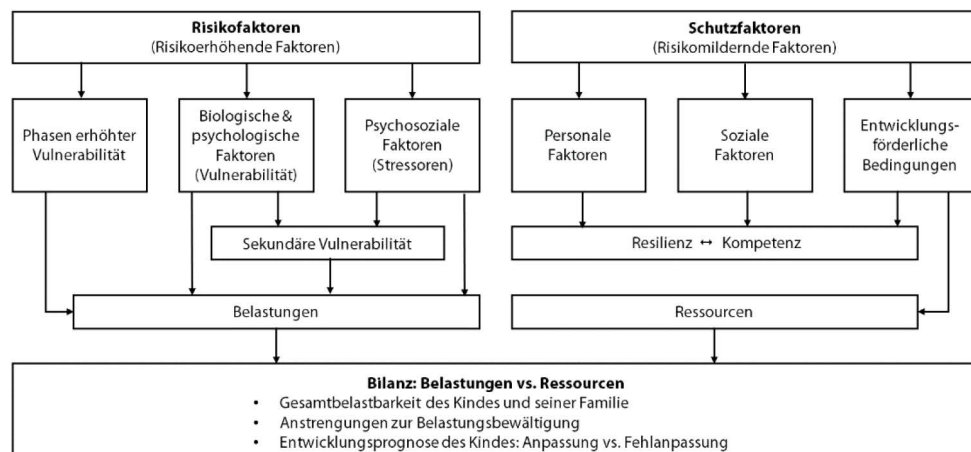 Risikofaktoren
(Risikoerhöhende Faktoren)
Schutzfaktoren
(Risikomildernde Faktoren)
Phasen erhöhter
Vulnerabilität
Biologische &
psychologische
Faktoren
(Vulnerabilität)
Psychosoziale
Faktoren
(Stressoren)
Personale
Faktoren
Soziale
Faktoren
Entwicklungs-
förderliche
Bedingungen
Sekundäre Vulnerabilität
Resilienz ↔ Kompetenz
Belastungen
Ressourcen
Bilanz: Belastungen vs. Ressourcen
• Gesamtbelastbarkeit des Kindes und seiner Familie
• Anstrengungen zur Belastungsbewältigung
• Entwicklungsprognose des Kindes: Anpassung vs. Fehlanpassung